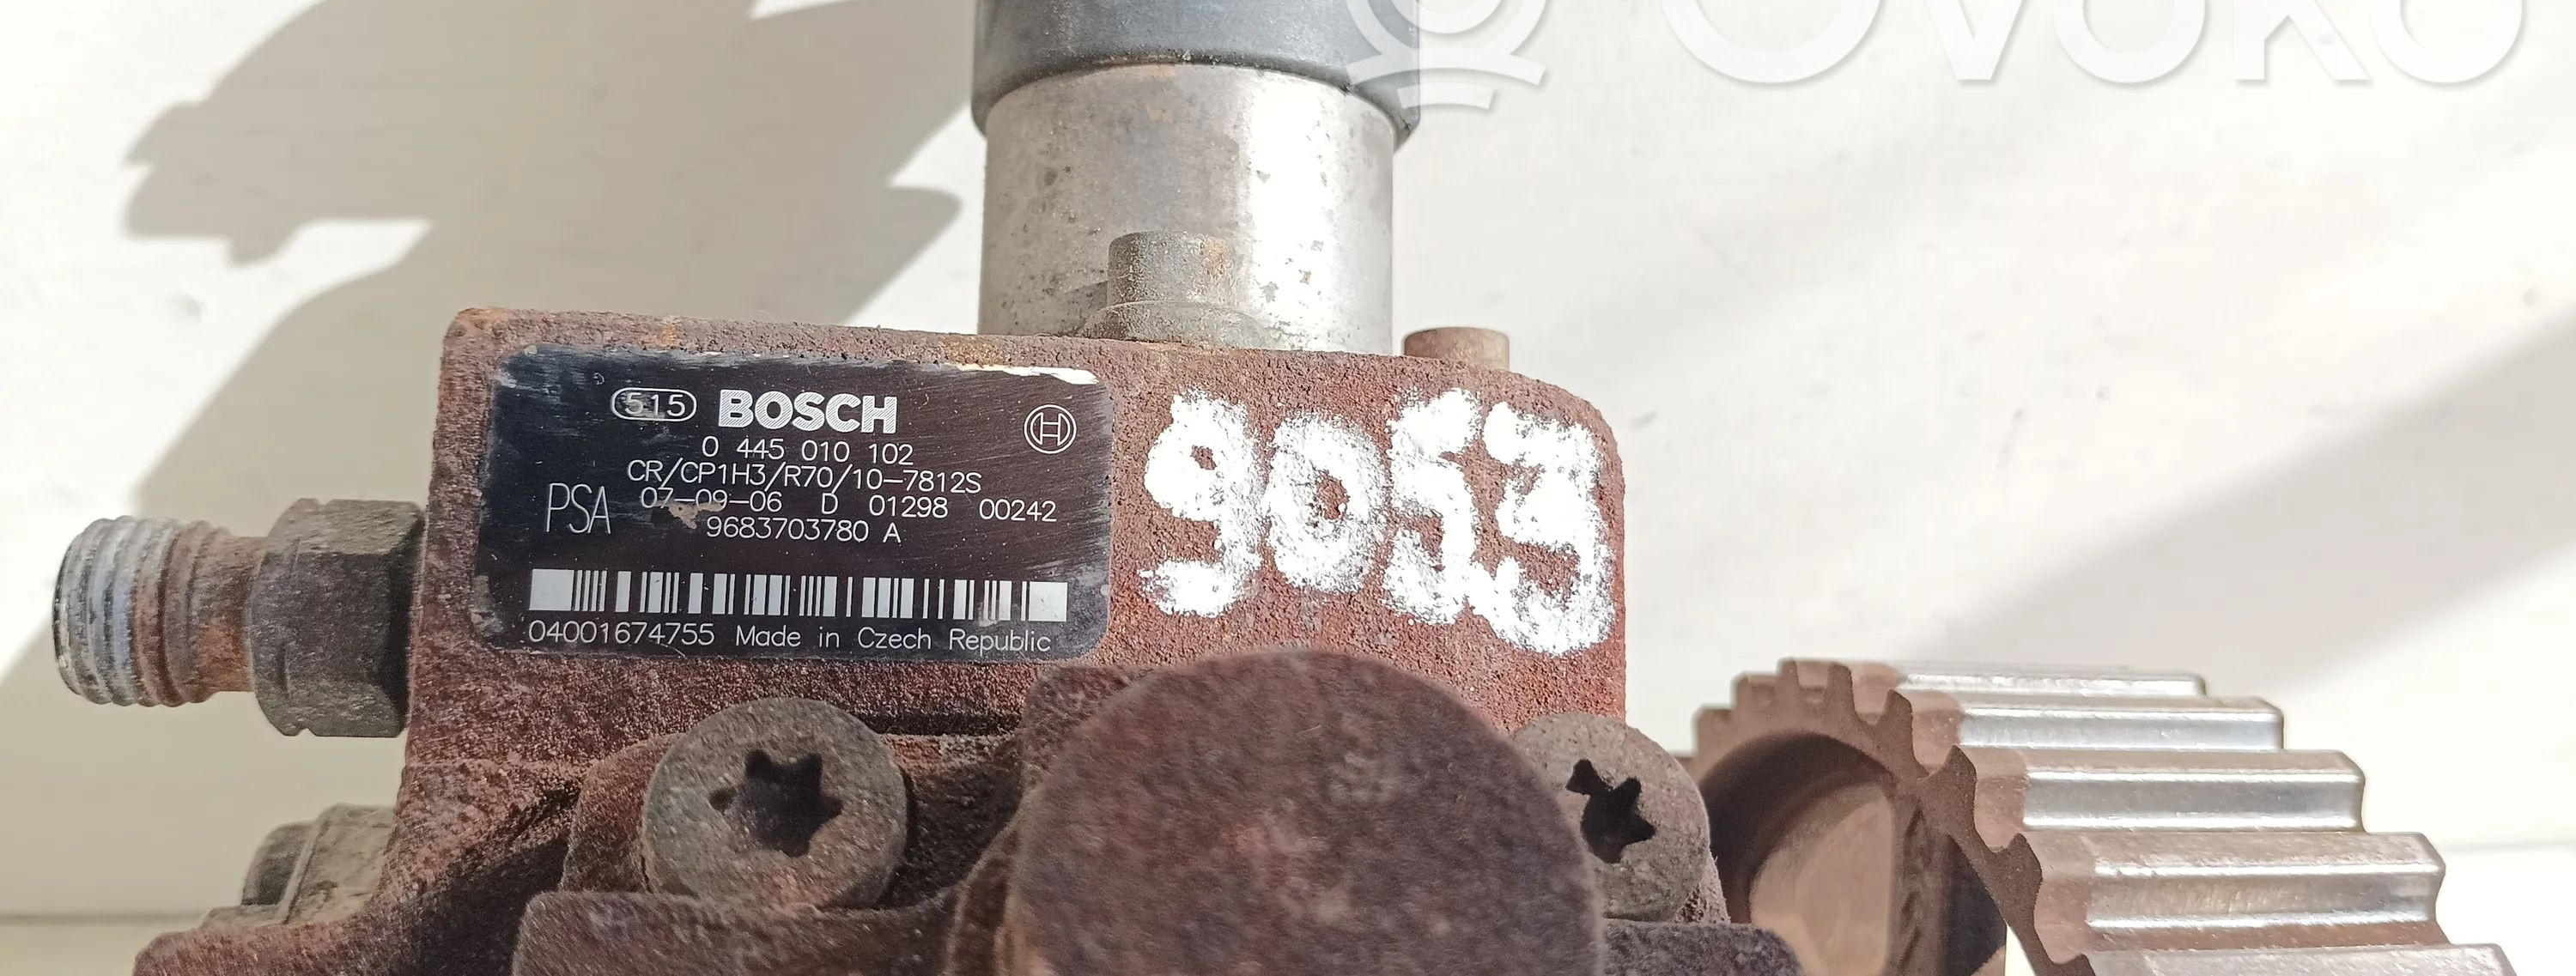 OVOKO
515 BOSCH
0 445 010 102
CR/CP1H3/R70/10-7812S
PSA 07-09-06 D 01298 00242
9683703780 A
04001674755 Made in Czech Republic
9053